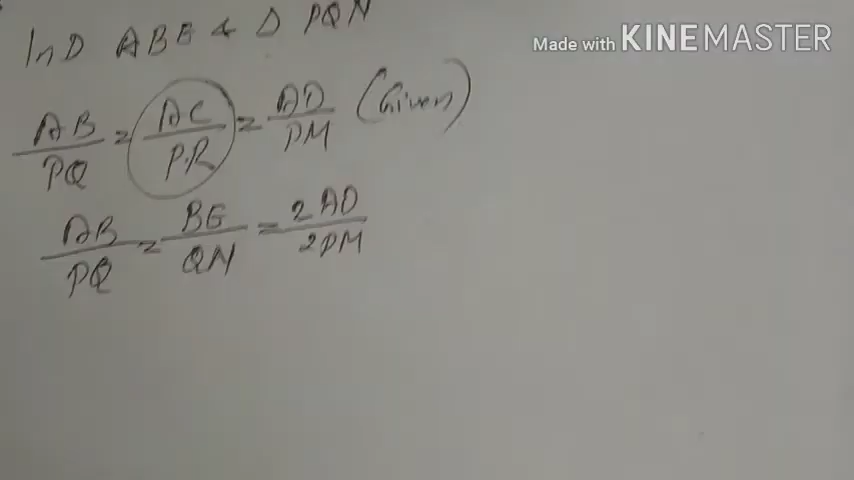 In Δ ABE & Δ PQN
Made with KINEMASTER
AB/PQ = AC/PR = AD/PM (Given)
AB/PQ = BE/QN = 2AD/2PM